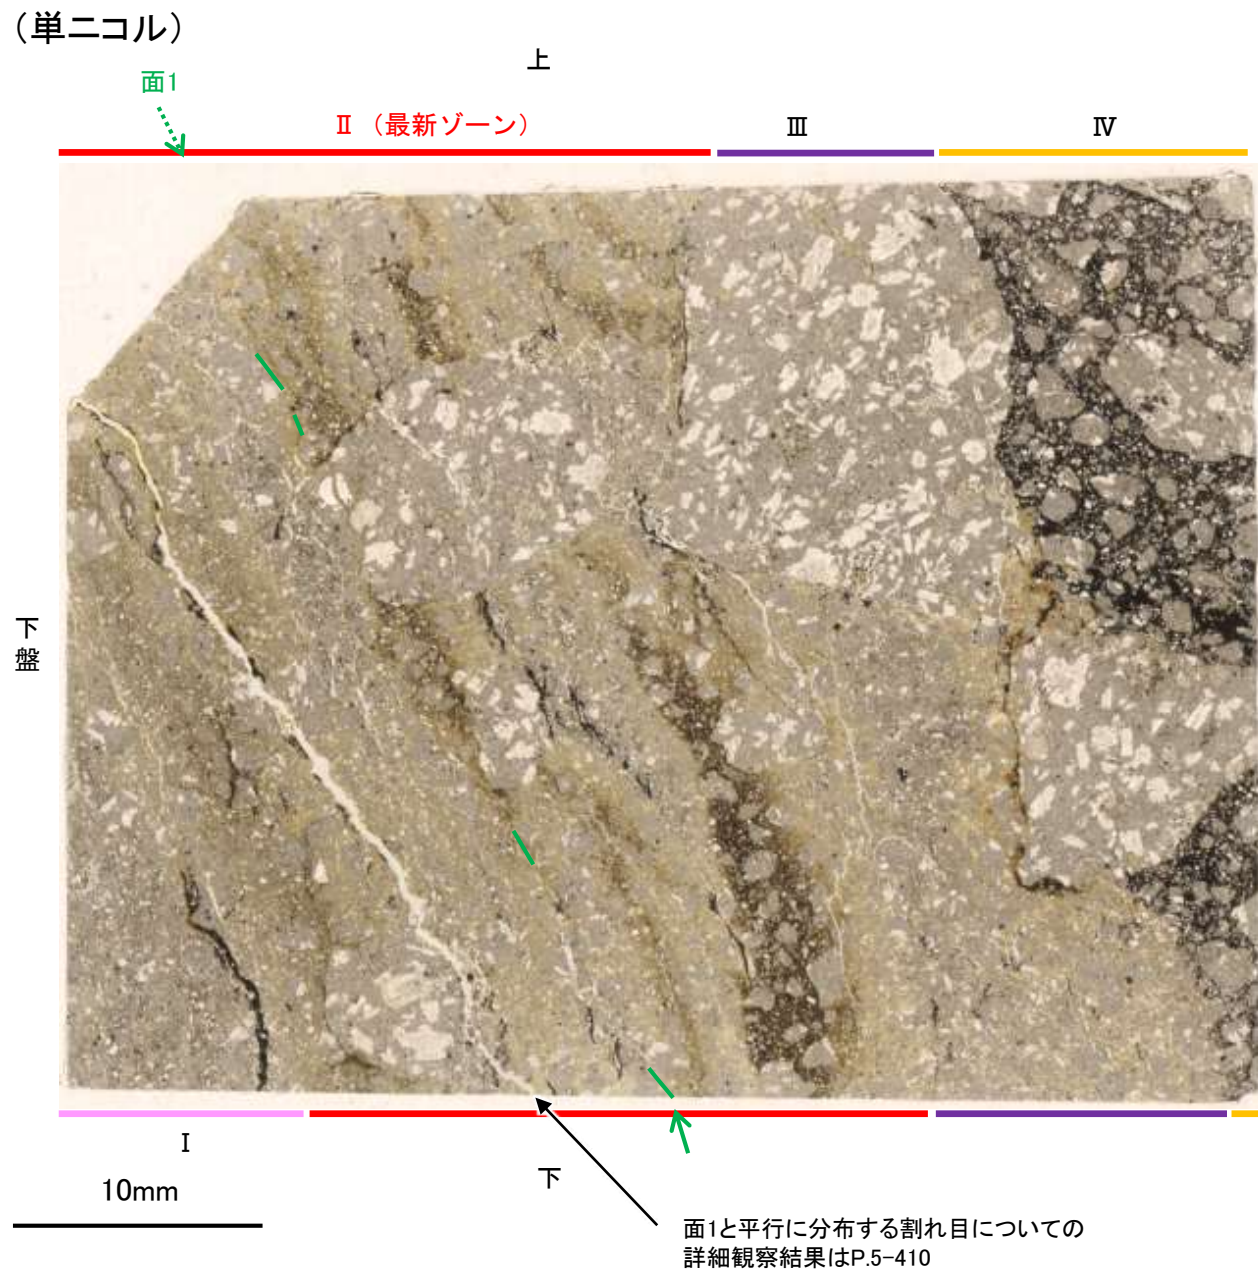 （単ニコル）
上
面1
Ⅱ （最新ゾーン）
Ⅲ
Ⅳ
下
盤
Ⅰ
下
10mm
面1と平行に分布する割れ目についての
詳細観察結果はP.5-410